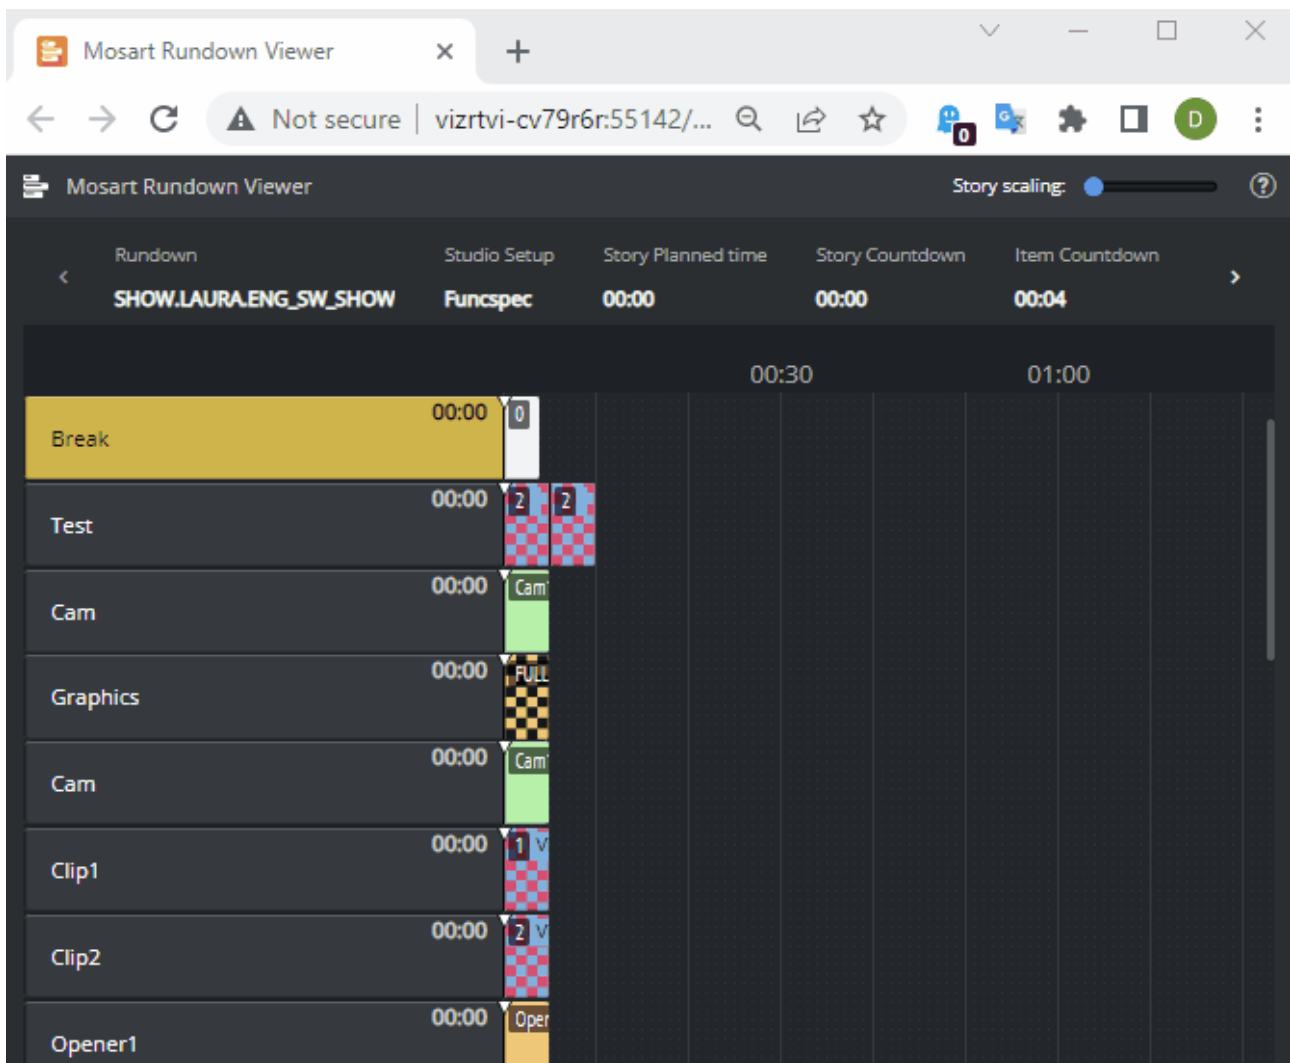 Mosart Rundown Viewer
Not secure | vizrtvi-cv79r6r:55142/...
0
D
Mosart Rundown Viewer
Story scaling:
Rundown Studio Setup Story Planned time Story Countdown Item Countdown
SHOW.LAURA.ENG_SW_SHOW Funcspec 00:00 00:00 00:04
00:30 01:00
Break 00:00 0
Test 00:00 2 2
Cam 00:00 Cam
Graphics 00:00 FULL
Cam 00:00 Cam
Clip1 00:00 1 V
Clip2 00:00 2 V
Opener1 00:00 Oper